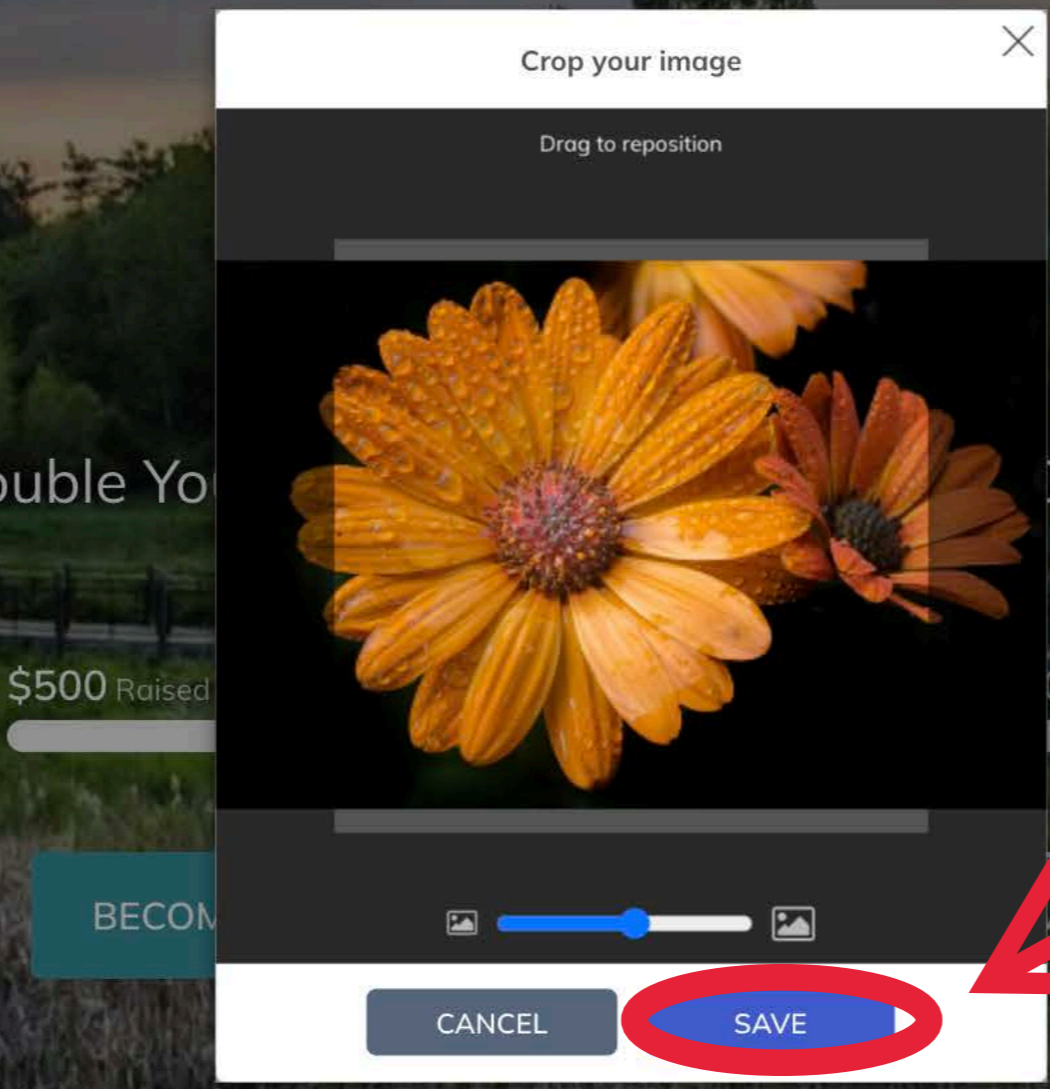 Crop your image
Drag to reposition
ouble Yo
$500 Raised
BECOM
CANCEL
SAVE